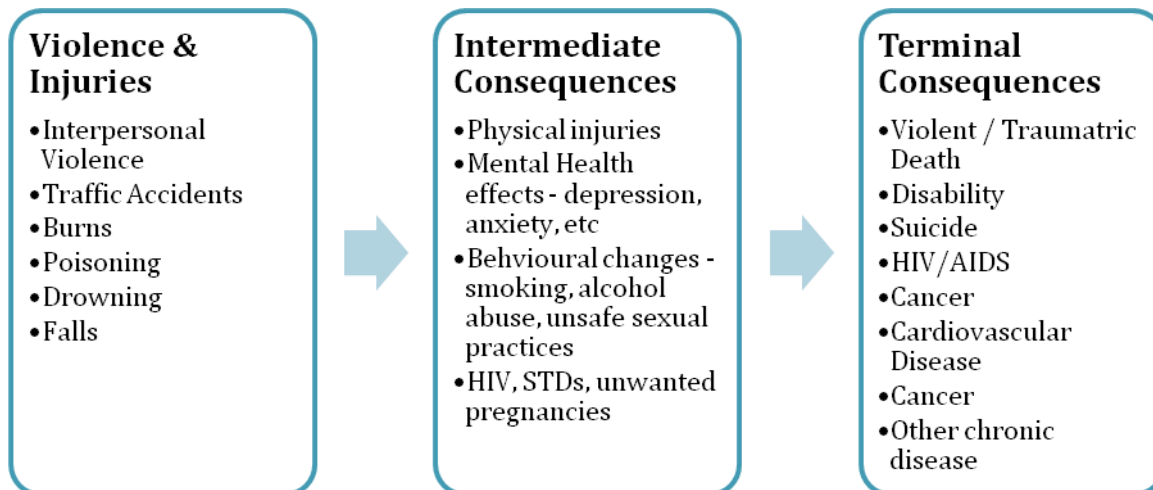 Violence &
Injuries
•Interpersonal
Violence
•Traffic Accidents
•Burns
•Poisoning
•Drowning
•Falls
Intermediate
Consequences
•Physical injuries
•Mental Health
effects - depression,
anxiety, etc
•Behvioural changes -
smoking, alcohol
abuse, unsafe sexual
practices
•HIV, STDs, unwanted
pregnancies
Terminal
Consequences
•Violent / Traumatric
Death
•Disability
•Suicide
•HIV/AIDS
•Cancer
•Cardiovascular
Disease
•Cancer
•Other chronic
disease